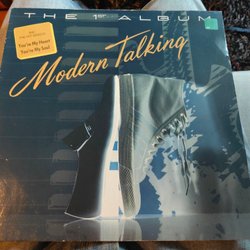 THE 1ST ALBUM
You're My Heart
You're My Soul
Modern Talking